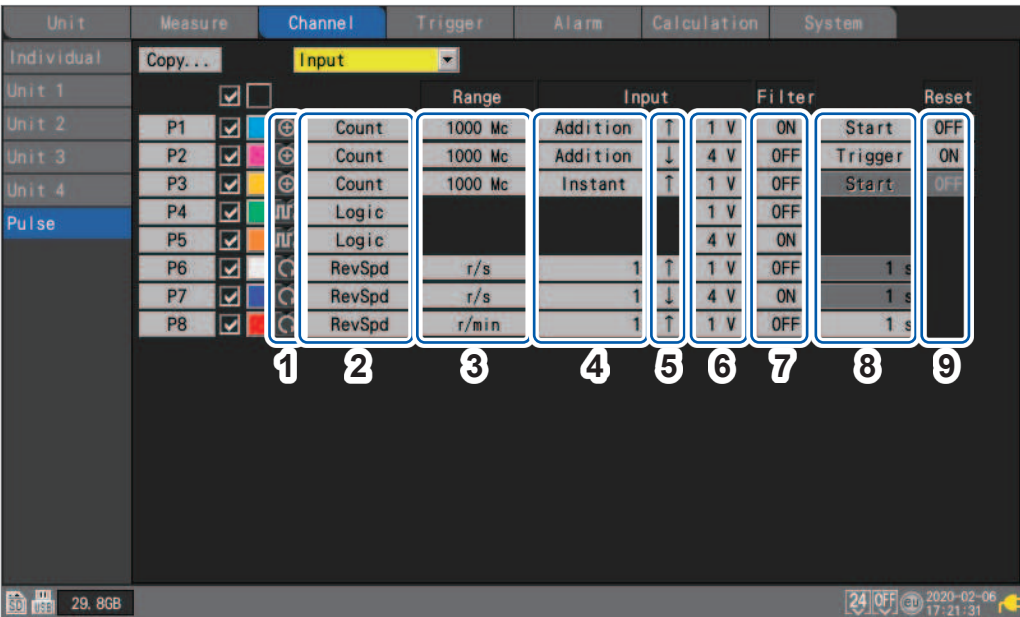 Unit Measure Channel Trigger Alarm Calculation System
Individual Copy... Input
Unit 1 Range Input Filter Reset
Unit 2 P1 Count 1000 Mc Addition ↑ 1 V ON Start OFF
Unit 3 P2 Count 1000 Mc Addition ↓ 4 V OFF Trigger ON
Unit 4 P3 Count 1000 Mc Instant ↑ 1 V OFF Start OFF
Pulse P4 Logic 1 V OFF
P5 Logic 4 V ON
P6 RevSpd r/s 1 ↑ 1 V OFF 1 s
P7 RevSpd r/s 1 ↓ 4 V ON 1 s
P8 RevSpd r/min 1 ↑ 1 V OFF 1 s
1 2 3 4 5 6 7 8 9
SD USB 29.8GB 24 OFF eu 2020-02-06
17:21:31